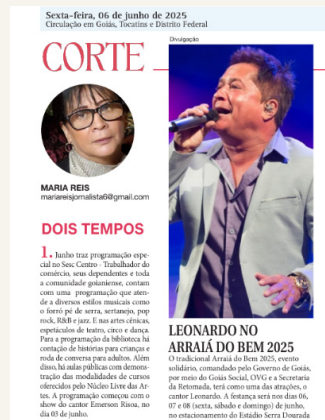 Sexta-feira, 06 de junho de 2025
Circulação em Goiás, Tocatins e Distrito Federal
CORTE
MARIA REIS
mariareisjornalista6@gmail.com
DOIS TEMPOS
1. Junho traz programação espe-
cial no Sesc Centro - Trabalhador do
comércio, seus dependentes e toda
a comunidade goianiense, contam
com uma programação que aten-
de a diversos estilos musicais como
o forró pé de serra, sertanejo, pop
rock, R&B e jazz. E nas artes cênicas,
espetáculos de teatro, circo e dança.
Para a programação da biblioteca há
contação de histórias para crianças e
roda de conversa para adultos. Além
disso, há aulas públicas com demons-
tração das modalidades de cursos
oferecidos pelo Núcleo Livre das Ar-
tes. A programação começou com o
show do cantor Emerson Risoa, no
dia 03 de junho.
Divulgação
LEONARDO NO
ARRAIÁ DO BEM 2025
O tradicional Arraiá do Bem 2025, evento
solidário, comandado pelo Governo de Goiás,
por meio do Goiás Social, OVG e a Secretaria
da Retomada, terá como uma das atrações, o
cantor Leonardo. A festança será nos dias 06,
07 e 08 (sexta, sábado e domingo) de junho,
no estacionamento do Estádio Serra Dourada